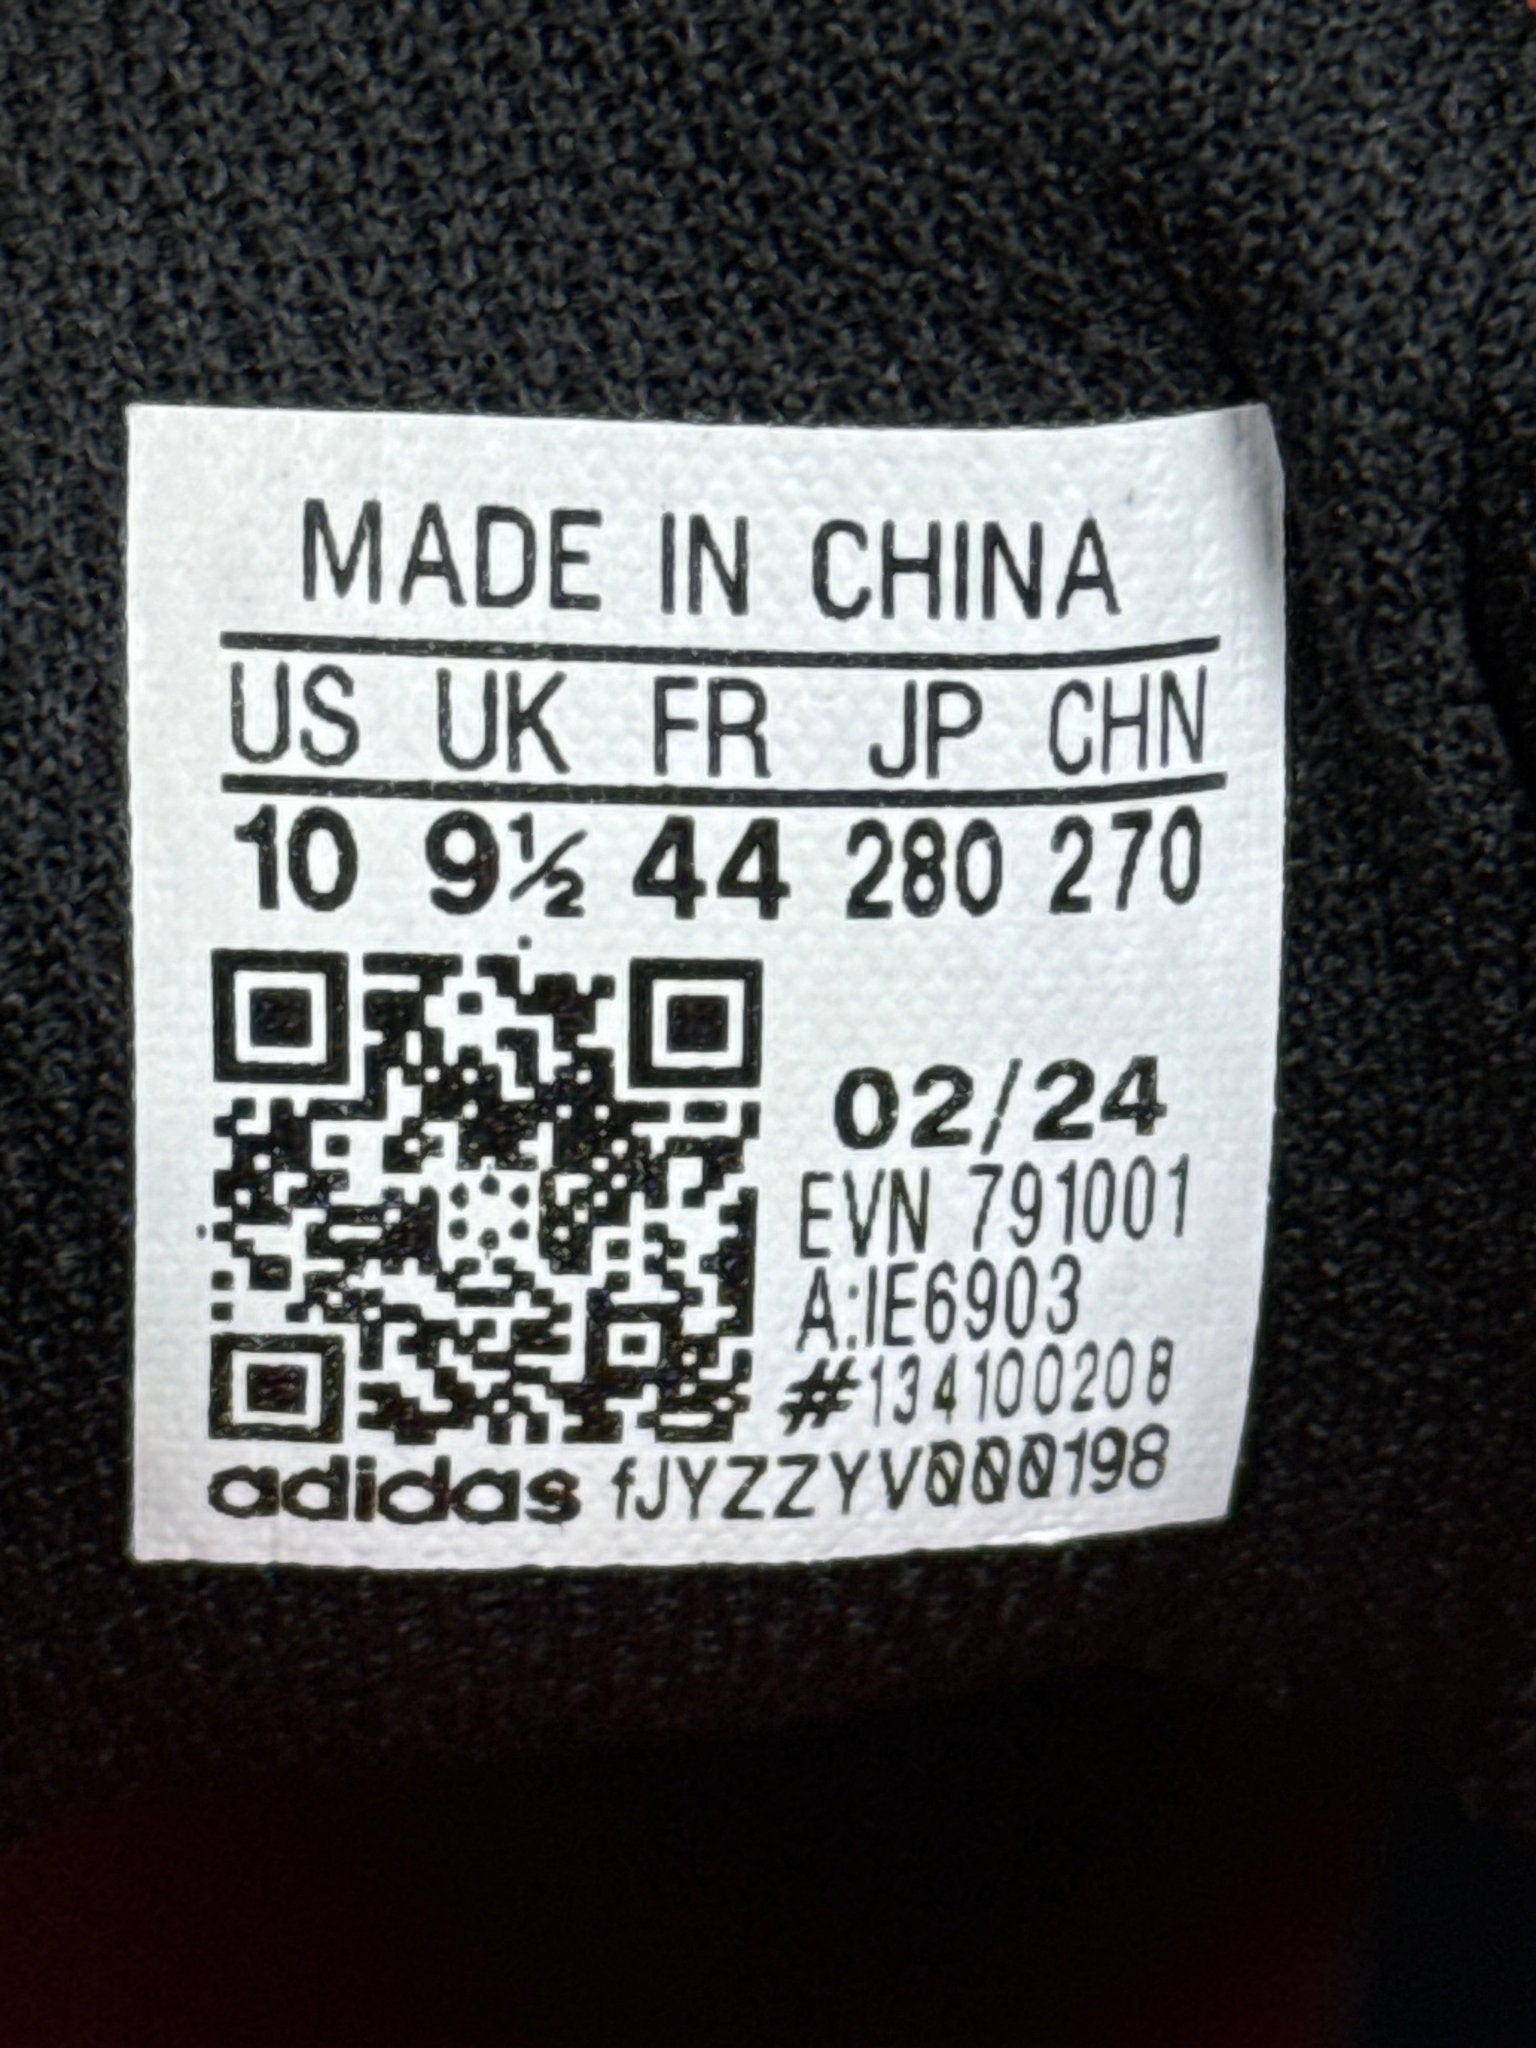 MADE IN CHINA
US UK FR JP CHN
10 9½ 44 280 270
02/24
EVN 791001
A:IE6903
#134100208
adidas fJYZZYV000198